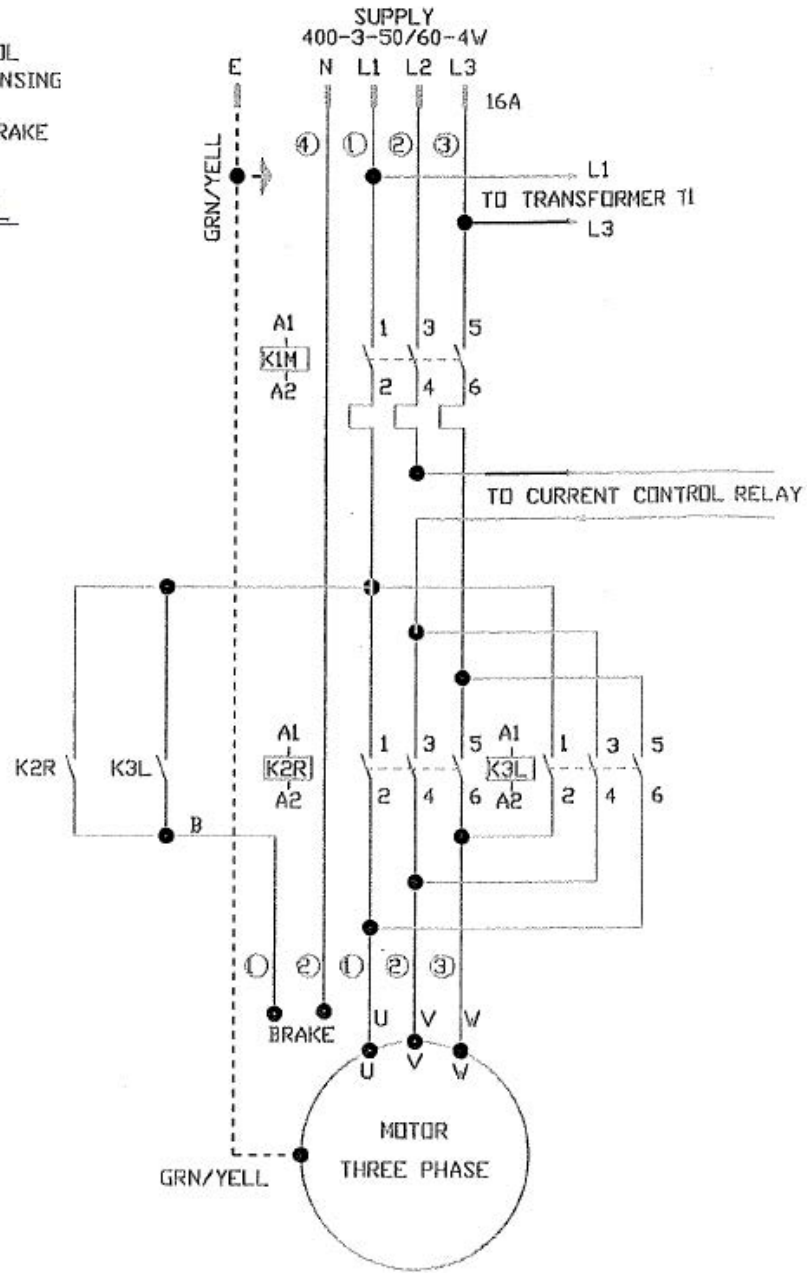 SUPPLY
400-3-50/60-4W
E N L1 L2 L3
16A
4 1 2 3
GRN/YELL
L1
TO TRANSFORMER T1
L3
A1
K1M
A2
1 3 5
2 4 6
TO CURRENT CONTROL RELAY
K2R
K3L
A1
K2R
A2
1 3 5
2 4 6
A1
K3L
A2
1 3 5
2 4 6
B
1 2 1 2 3
BRAKE
U V W
U V W
MOTOR
THREE PHASE
GRN/YELL